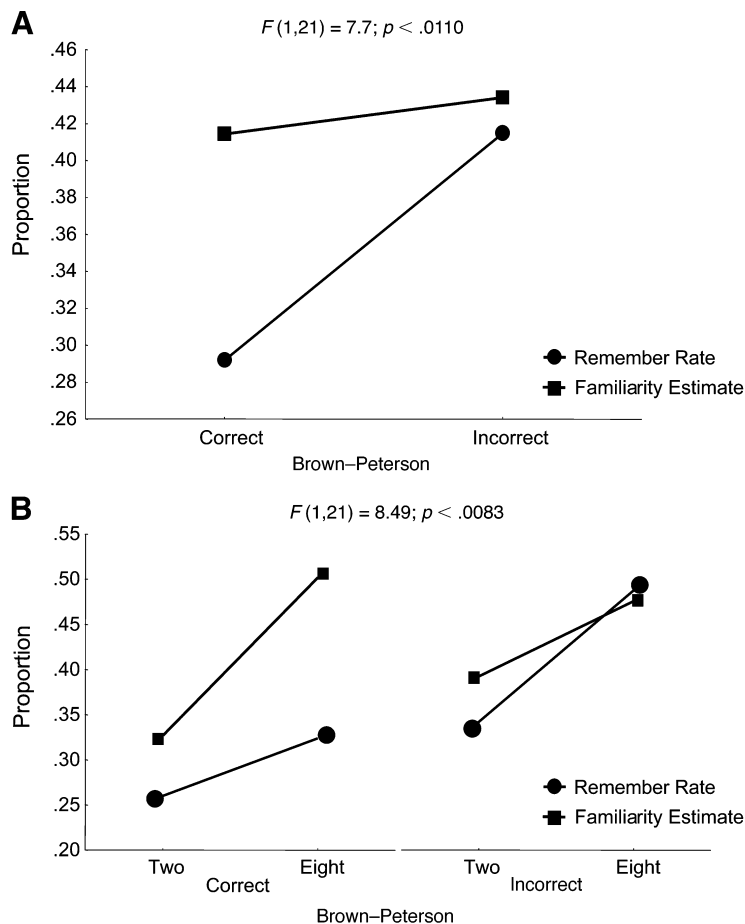 A
F (1,21) = 7.7; p < .0110
.46
.44
.42
.40
.38
.36
.34
.32
.30
.28
.26
Proportion
Remember Rate
Familiarity Estimate
Correct Incorrect
Brown–Peterson
B
F (1,21) = 8.49; p < .0083
.55
.50
.45
.40
.35
.30
.25
.20
Proportion
Remember Rate
Familiarity Estimate
Two Eight Two Eight
Correct Incorrect
Brown–Peterson